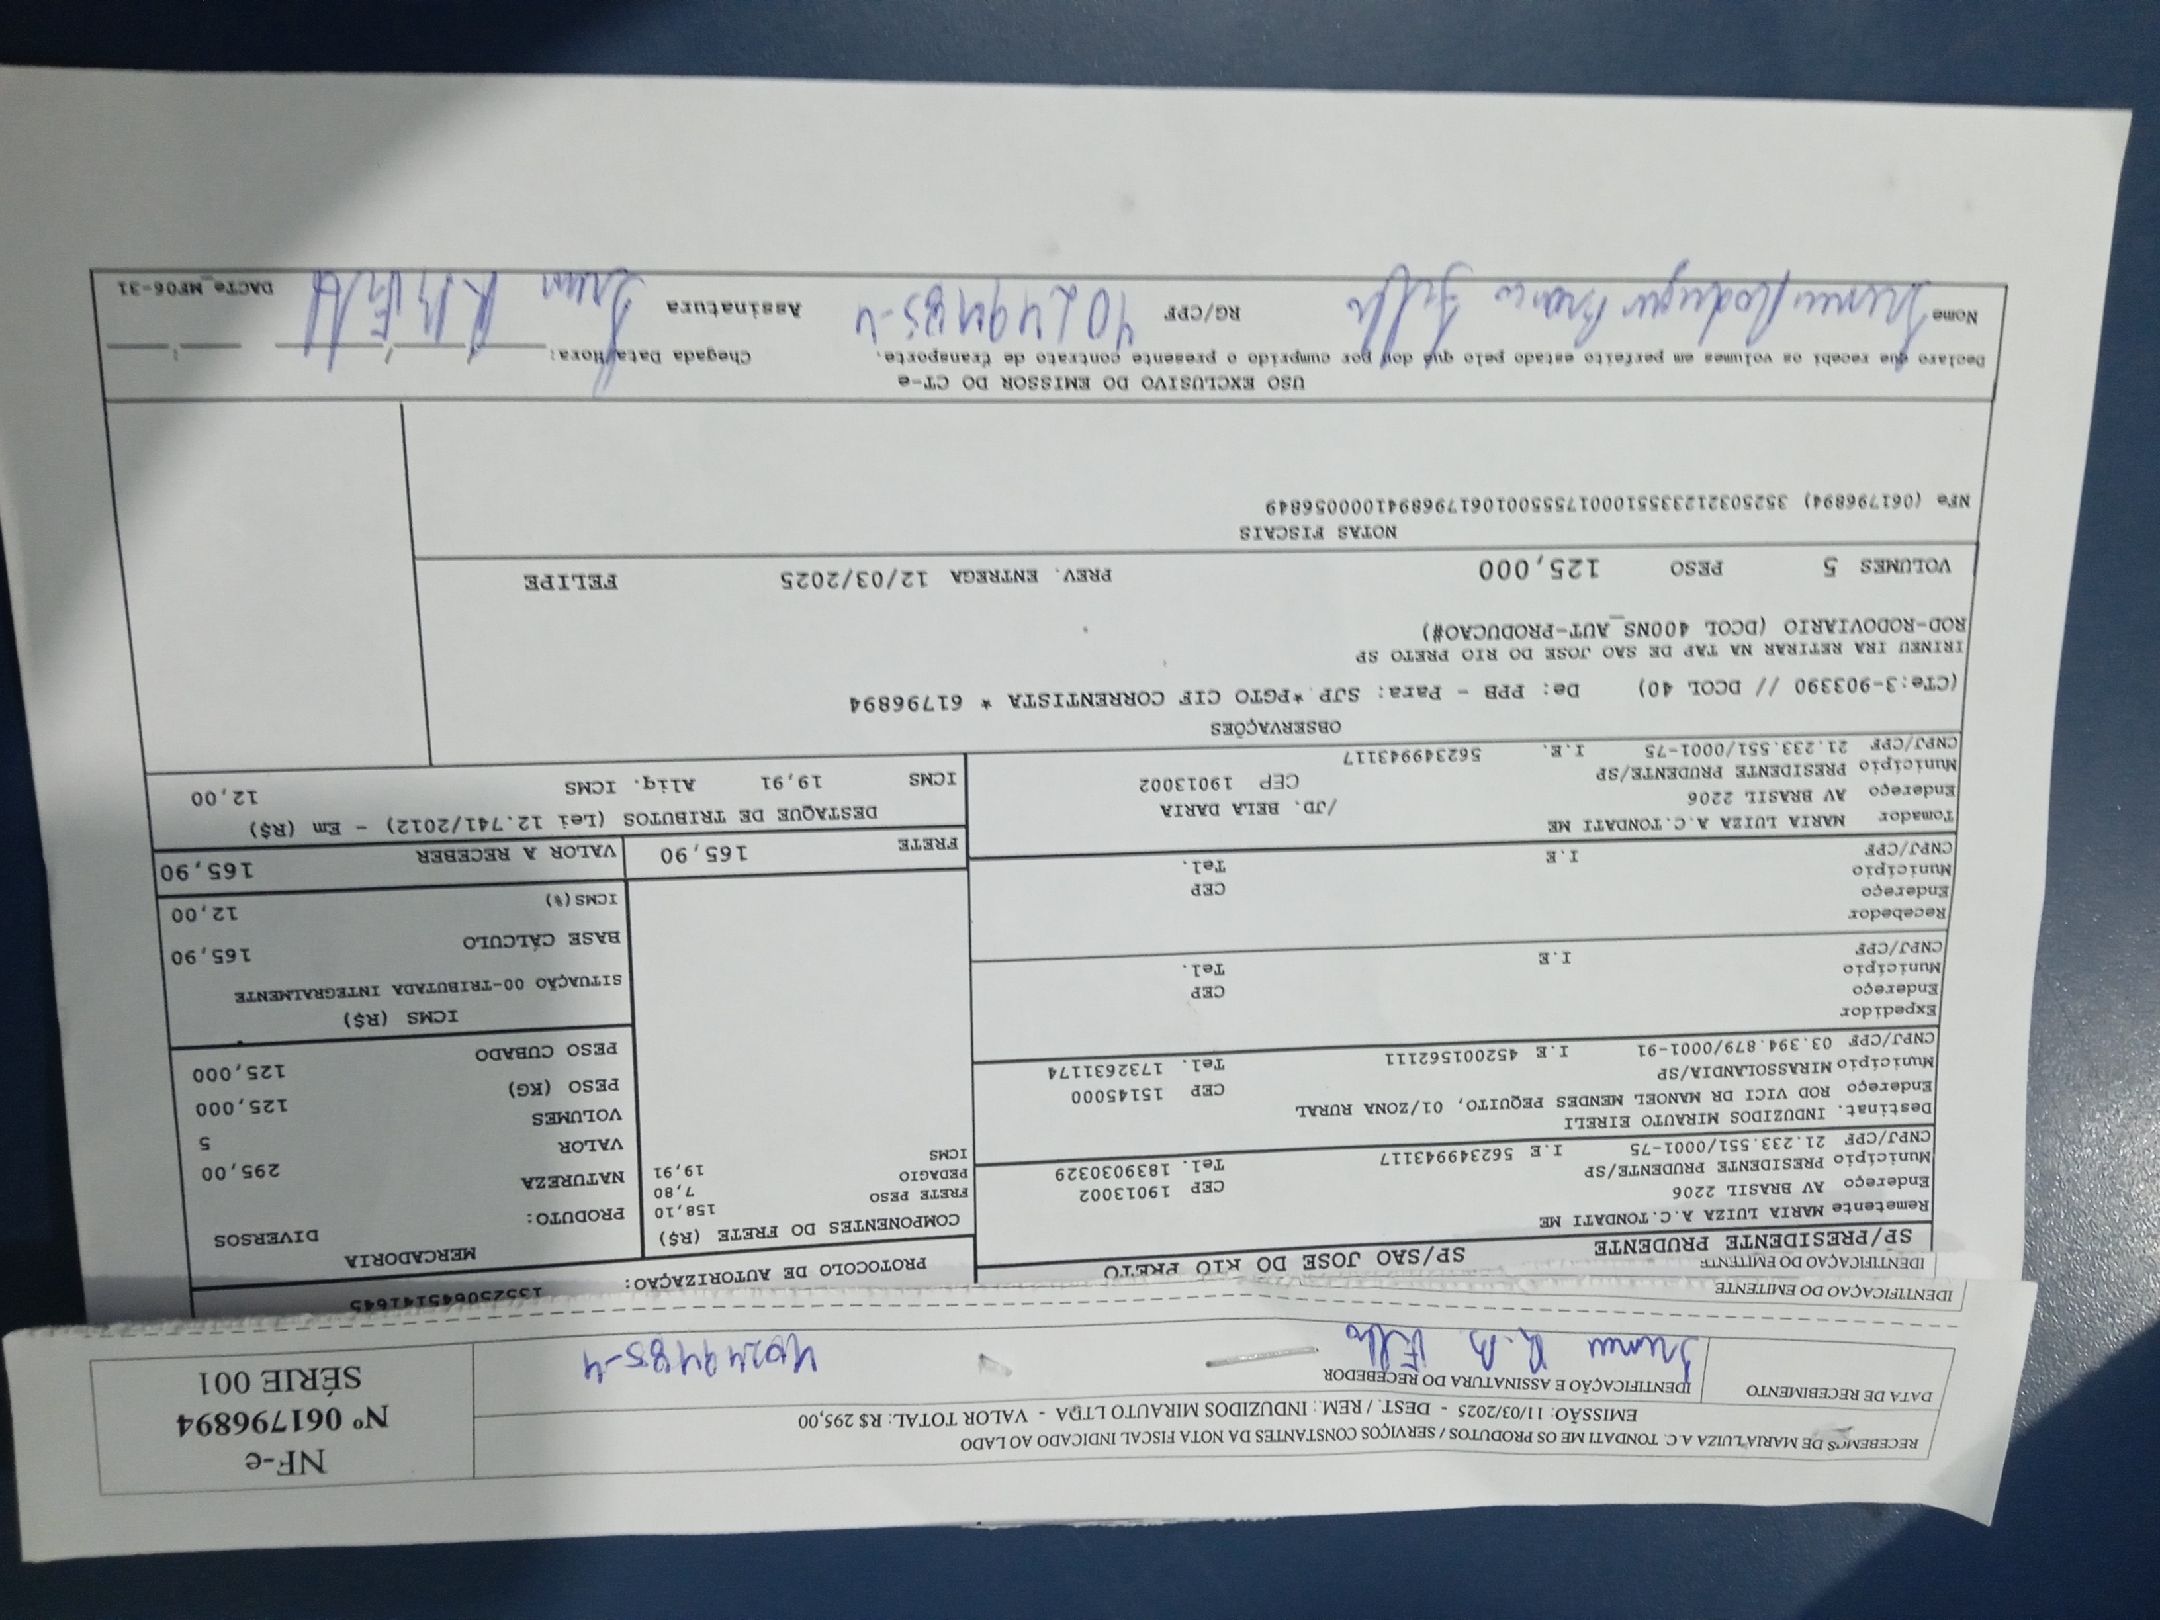 RECEBEMOS DE MARIA LUIZA A C. TONDATI ME OS PRODUTOS / SERVIÇOS CONSTANTES DA NOTA FISCAL INDICADO AO LADO
EMISSÃO: 11/03/2025 - DEST. / REM: INDUZIDOS MIRAUTO LTDA - VALOR TOTAL: R$ 295,00
DATA DE RECEBIMENTO
IDENTIFICAÇÃO E ASSINATURA DO RECEBEDOR
40249485-4
NF-e
Nº 061796894
SÉRIE 001
IDENTIFICAÇAO DO EMITENTE
IDENTIFICAÇAO DO EMITENTE
SP/PRESIDENTE PRUDENTE SP/SAO JOSE DO RIO PRETO
PROTOCOLO DE AUTORIZAÇAO: 135250645141645
Remetente MARIA LUIZA A.C.TONDATI ME
Endereço AV BRASIL 2206 CEP 19013002
Município PRESIDENTE PRUDENTE/SP Tel. 1839030329
CNPJ/CPF 21.233.551/0001-75 I.E 562349943117
Destinat. INDUZIDOS MIRAUTO EIRELI
Endereço ROD VICI DR MANOEL MENDES PEQUITO, 01/ZONA RURAL
Município MIRASSOLANDIA/SP CEP 15145000
CNPJ/CPF 03.394.879/0001-91 I.E 452001562111 Tel. 1732631174
Expedidor
Endereço CEP
Município Tel.
CNPJ/CPF I.E
Recebedor
Endereço CEP
Município Tel.
CNPJ/CPF I.E
Tomador MARIA LUIZA A.C.TONDATI ME
Endereço AV BRASIL 2206 /JD. BELA DARIA
Município PRESIDENTE PRUDENTE/SP CEP 19013002
CNPJ/CPF 21.233.551/0001-75 I.E. 562349943117
COMPONENTES DO FRETE (R$)
FRETE PESO 158,10
PEDAGIO 7,80
ICMS 19,91
MERCADORIA
PRODUTO: DIVERSOS
NATUREZA
VALOR 295,00
VOLUMES 5
PESO (KG) 125,000
PESO CUBADO 125,000
ICMS (R$)
SITUAÇÃO 00-TRIBUTADA INTEGRALMENTE
BASE CÁLCULO 165,90
ICMS(%) 12,00
FRETE 165,90 VALOR A RECEBER 165,90
DESTAQUE DE TRIBUTOS (Lei 12.741/2012) - Em (R$)
ICMS 19,91 Aliq. ICMS 12,00
OBSERVAÇÕES
(CTe:3-903390 // DCOL 40) De: PPB - Para: SJP *PGTO CIF CORRENTISTA * 61796894
IRINEU IRA RETIRAR NA TAP DE SAO JOSE DO RIO PRETO SP
ROD-RODOVIARIO (DCOL 400NS_AUT-PRODUCAO#)
VOLUMES 5 PESO 125,000 PREV. ENTREGA 12/03/2025 FELIPE
NOTAS FISCAIS
NFe (061796894) 35250321233551000175550010617968941000056849
USO EXCLUSIVO DO EMISSOR DO CT-e
Declaro que recebi os volumes em perfeito estado pelo que dou por cumprido o presente contrato de transporte. Chegada Data/Hora:
Nome RG/CPF 40249485-4 Assinatura DACTe_MF06-31